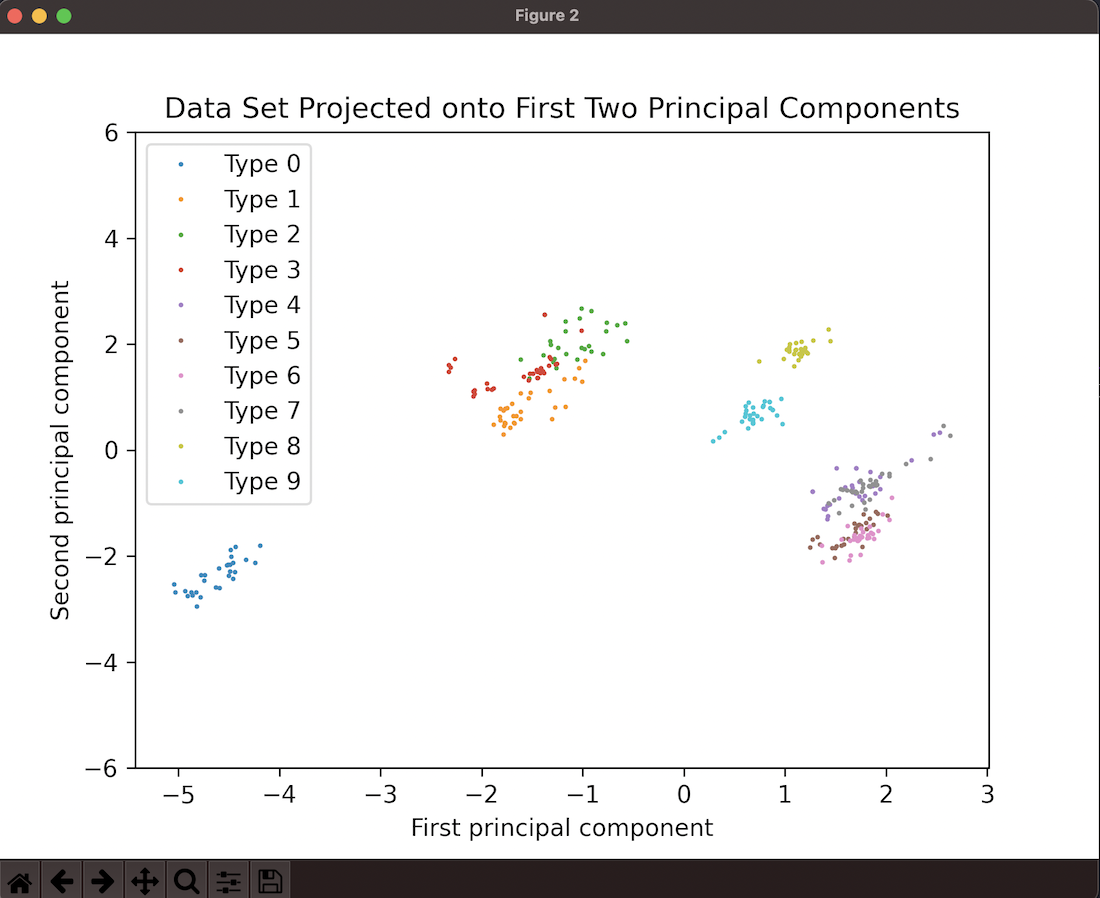 Figure 2
Data Set Projected onto First Two Principal Components
6
4
2
0
−2
−4
−6
Second principal component
Type 0
Type 1
Type 2
Type 3
Type 4
Type 5
Type 6
Type 7
Type 8
Type 9
−5 −4 −3 −2 −1 0 1 2 3
First principal component